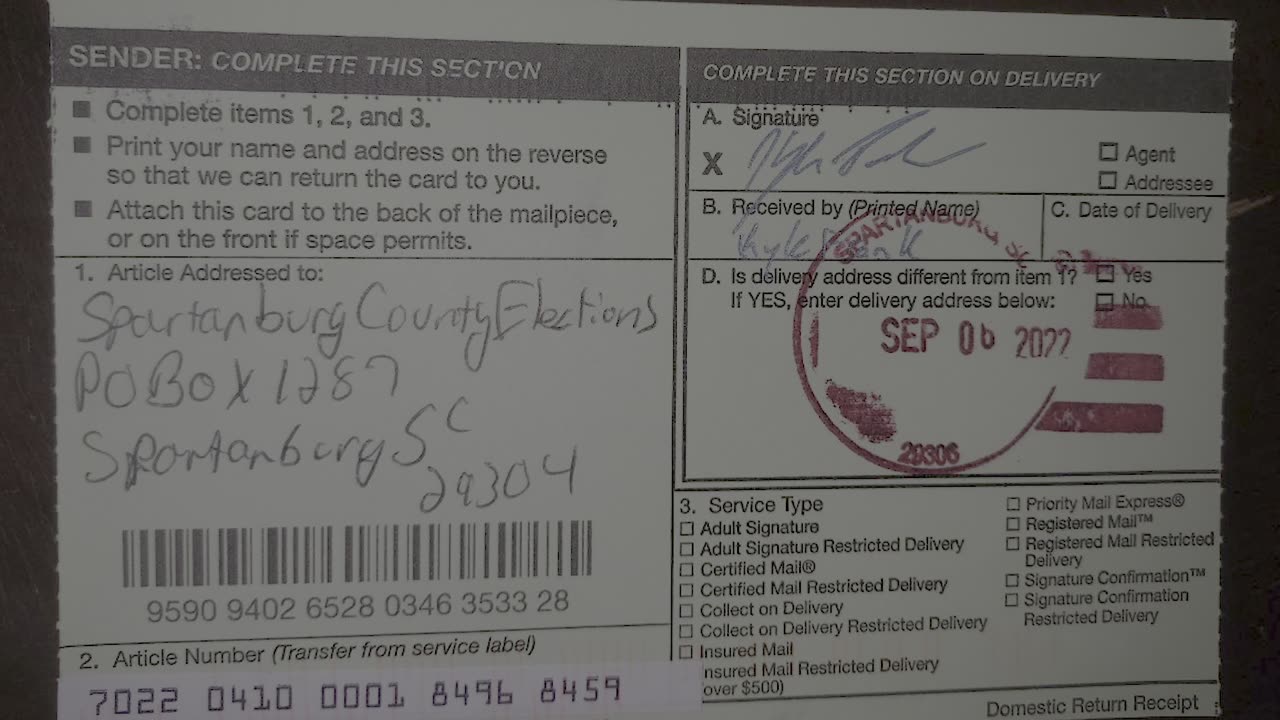 SENDER: COMPLETE THIS SECTION
Complete items 1, 2, and 3.
Print your name and address on the reverse
so that we can return the card to you.
Attach this card to the back of the mailpiece,
or on the front if space permits.
1. Article Addressed to:
Spartanburg County Elections
PO Box 1287
Spartanburg SC
29304
9590 9402 6528 0346 3533 28
2. Article Number (Transfer from service label)
7022 0410 0001 8496 8459
COMPLETE THIS SECTION ON DELIVERY
A. Signature
X
Agent
Addressee
B. Received by (Printed Name)
Kyle
C. Date of Delivery
D. Is delivery address different from item 1?
Yes
If YES, enter delivery address below:
No
SPARTANBURG SC
SEP 06 2022
29306
3. Service Type
Adult Signature
Adult Signature Restricted Delivery
Certified Mail®
Certified Mail Restricted Delivery
Collect on Delivery
Collect on Delivery Restricted Delivery
Insured Mail
nsured Mail Restricted Delivery
over $500)
Priority Mail Express®
Registered Mail™
Registered Mail Restricted
Delivery
Signature Confirmation™
Signature Confirmation
Restricted Delivery
Domestic Return Receipt